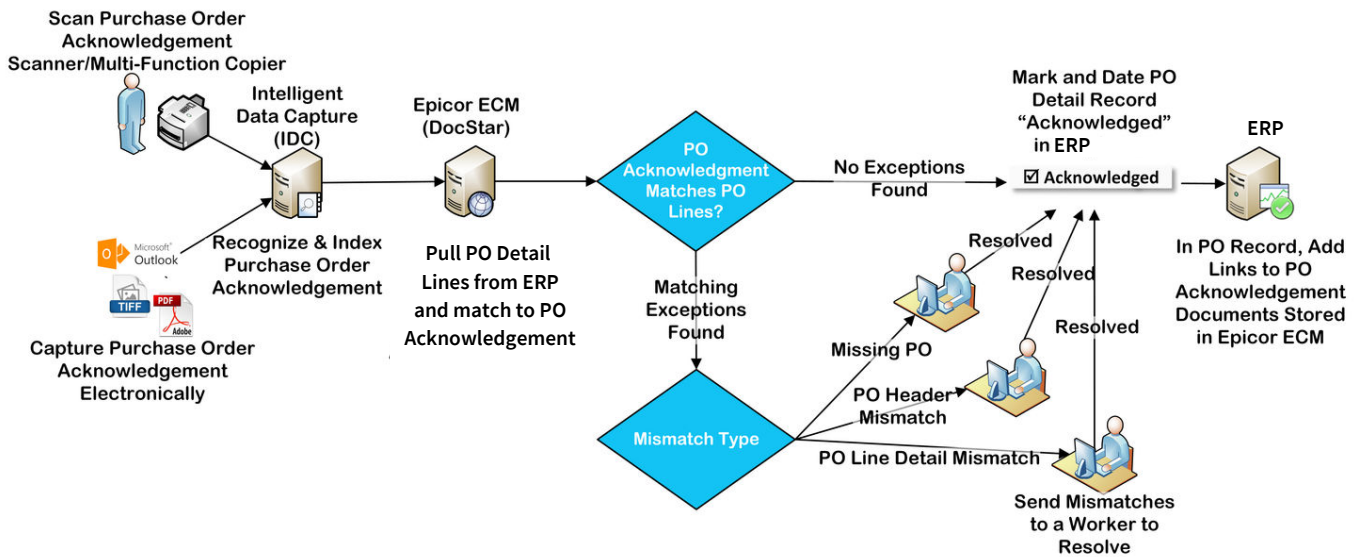 Scan Purchase Order
Acknowledgement
Scanner/Multi-Function Copier
Intelligent
Data Capture
(IDC)
Epicor ECM
(DocStar)
Microsoft®
Outlook
TIFF
PDF
Adobe
Capture Purchase Order
Acknowledgement
Electronically
Recognize & Index
Purchase Order
Acknowledgement
Pull PO Detail
Lines from ERP
and match to PO
Acknowledgement
PO
Acknowledgment
Matches PO
Lines?
No Exceptions
Found
Matching
Exceptions
Found
Mismatch Type
Missing PO
PO Header
Mismatch
PO Line Detail Mismatch
Resolved
Resolved
Resolved
Send Mismatches
to a Worker to
Resolve
Mark and Date PO
Detail Record
“Acknowledged”
in ERP
☑ Acknowledged
ERP
In PO Record, Add
Links to PO
Acknowledgement
Documents Stored
in Epicor ECM